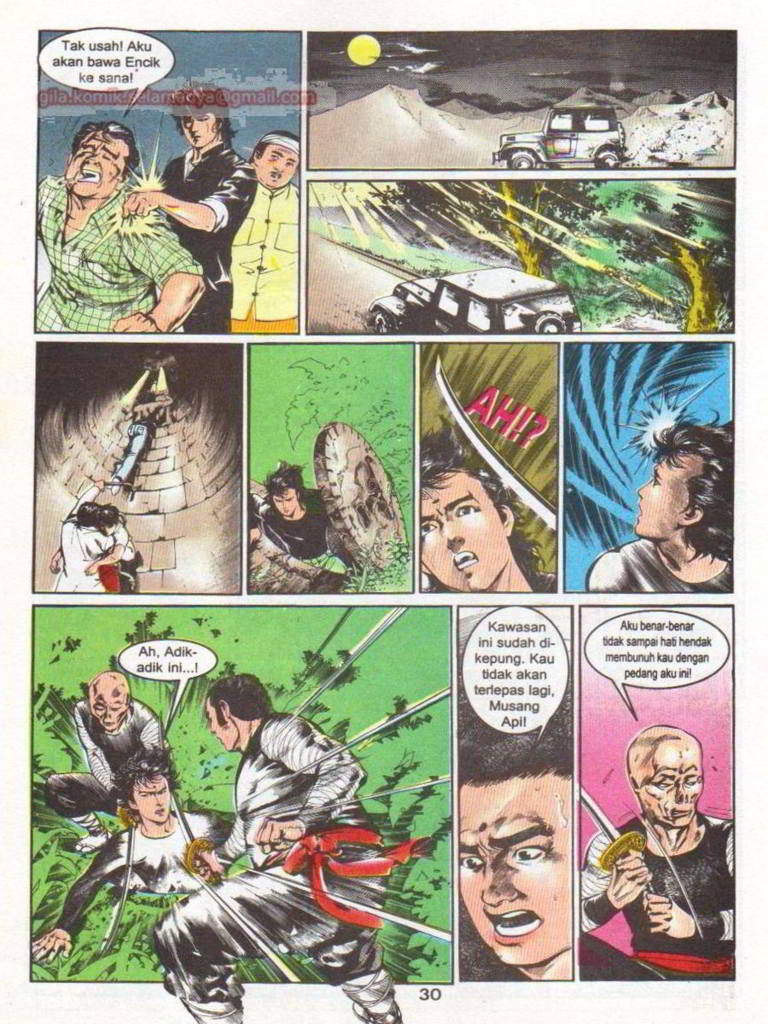 Tak usah! Aku
akan bawa Encik
ke sana!
gila.komik-selamanya@gmail.com
AH!?
Ah, Adik-
adik ini...!
Kawasan
ini sudah di-
kepung. Kau
tidak akan
terlepas lagi,
Musang
Api!
Aku benar-benar
tidak sampai hati hendak
membunuh kau dengan
pedang aku ini!
30